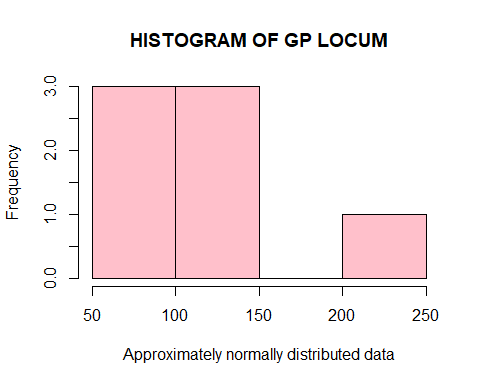 HISTOGRAM OF GP LOCUM
Frequency
3.0
2.0
1.0
0.0
50 100 150 200 250
Approximately normally distributed data